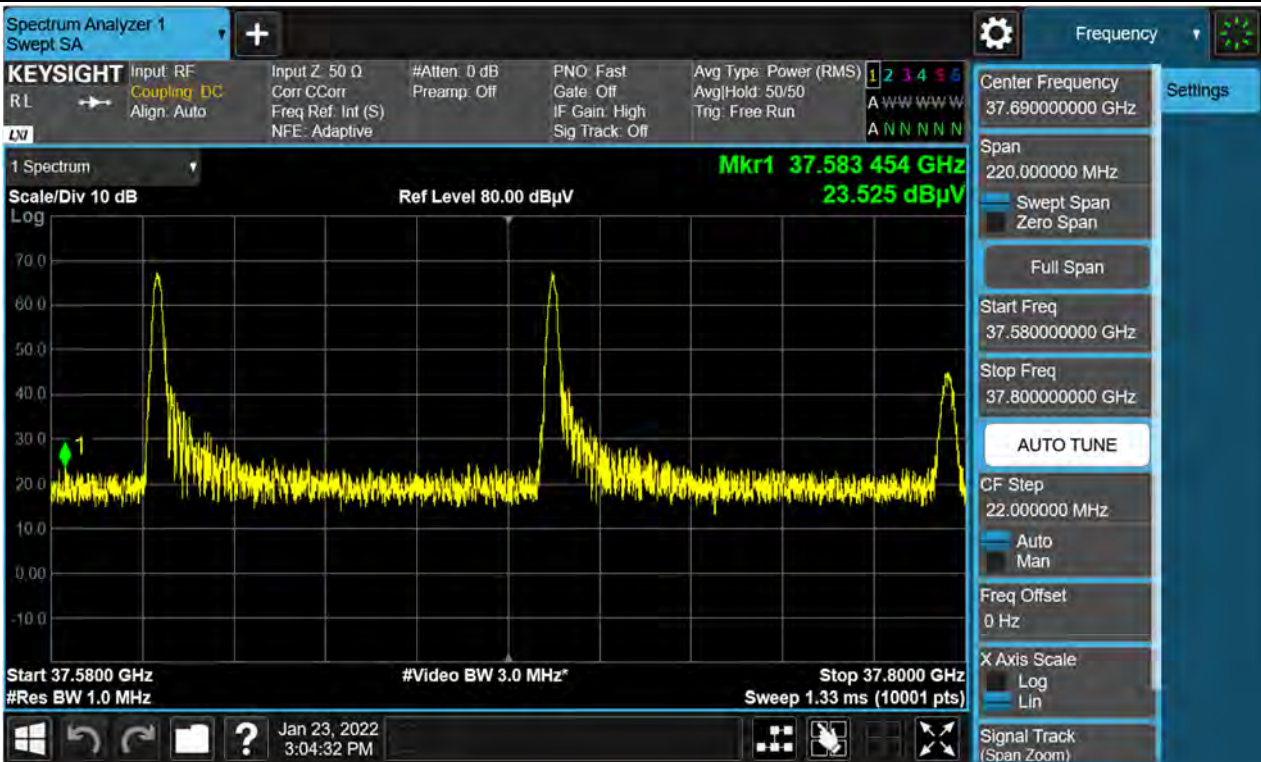 Spectrum Analyzer 1
Swept SA
+
Frequency
KEYSIGHT
R L
LXI
Input: RF
Coupling: DC
Align: Auto
Input Z: 50 Ω
Corr CCorr
Freq Ref: Int (S)
NFE: Adaptive
#Atten: 0 dB
Preamp: Off
PNO: Fast
Gate: Off
IF Gain: High
Sig Track: Off
Avg Type: Power (RMS)
Avg|Hold: 50/50
Trig: Free Run
1 2 3 4 5 6
A W W W W W
A N N N N N
1 Spectrum
Scale/Div 10 dB
Log
Ref Level 80.00 dBµV
Mkr1 37.583 454 GHz
23.525 dBµV
70.0
60.0
50.0
40.0
30.0
20.0
10.0
0.00
-10.0
1
Start 37.5800 GHz
#Res BW 1.0 MHz
#Video BW 3.0 MHz*
Stop 37.8000 GHz
Sweep 1.33 ms (10001 pts)
?
Jan 23, 2022
3:04:32 PM
Center Frequency
37.690000000 GHz
Span
220.000000 MHz
Swept Span
Zero Span
Full Span
Start Freq
37.580000000 GHz
Stop Freq
37.800000000 GHz
AUTO TUNE
CF Step
22.000000 MHz
Auto
Man
Freq Offset
0 Hz
X Axis Scale
Log
Lin
Signal Track
(Span Zoom)
Settings